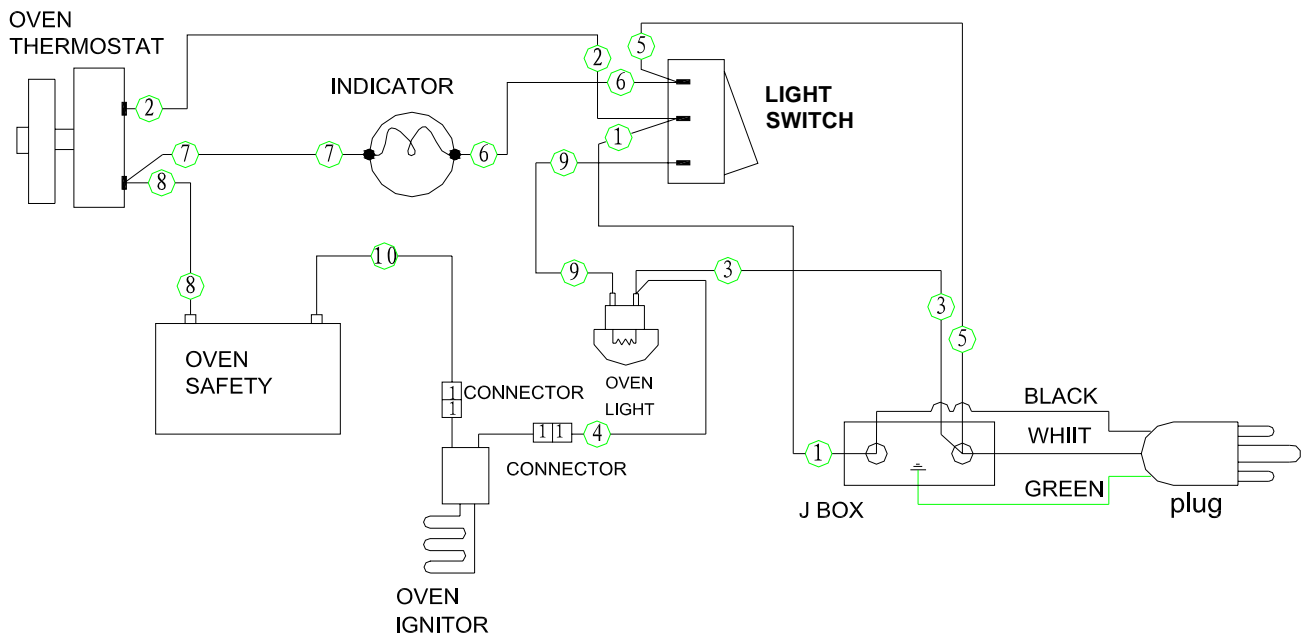 OVEN
THERMOSTAT
2
7
8
INDICATOR
7
6
6
2
5
1
9
LIGHT
SWITCH
10
8
9
3
3
5
OVEN
SAFETY
OVEN
LIGHT
1
1
CONNECTOR
1 1
4
CONNECTOR
BLACK
WHIIT
GREEN
1
J BOX
plug
OVEN
IGNITOR